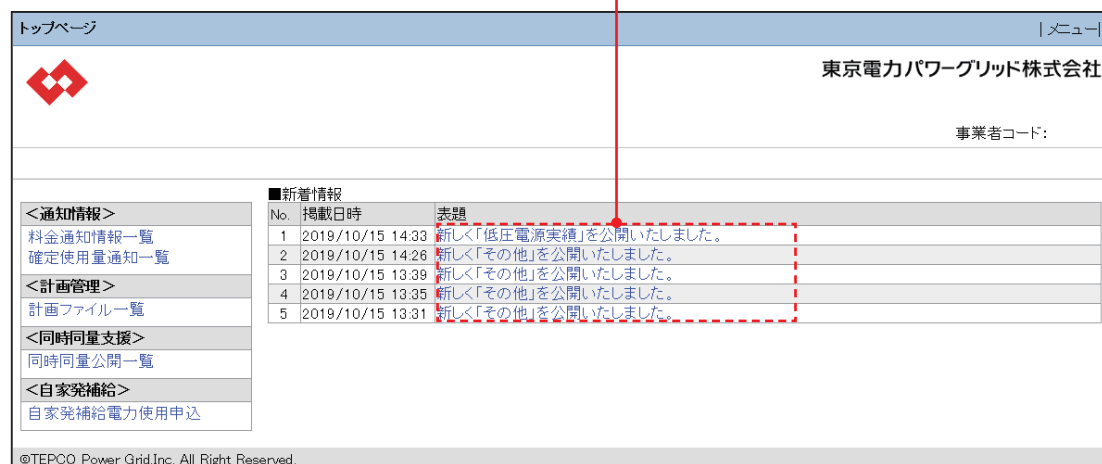 トップページ
|メニュー|
東京電力パワーグリッド株式会社
事業者コード:
<通知情報>
料金通知情報一覧
確定使用量通知一覧
<計画管理>
計画ファイル一覧
<同時同量支援>
同時同量公開一覧
<自家発補給>
自家発補給電力使用申込
■新着情報
No. 掲載日時 表題
1 2019/10/15 14:33 新しく「低圧電源実績」を公開いたしました。
2 2019/10/15 14:26 新しく「その他」を公開いたしました。
3 2019/10/15 13:39 新しく「その他」を公開いたしました。
4 2019/10/15 13:35 新しく「その他」を公開いたしました。
5 2019/10/15 13:31 新しく「その他」を公開いたしました。
©TEPCO Power Grid,Inc. All Right Reserved.